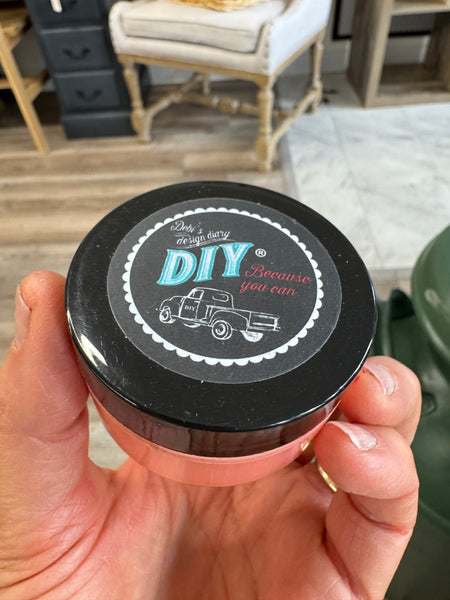 Debi's
design diary
DIY®
Because
you can.
DIY